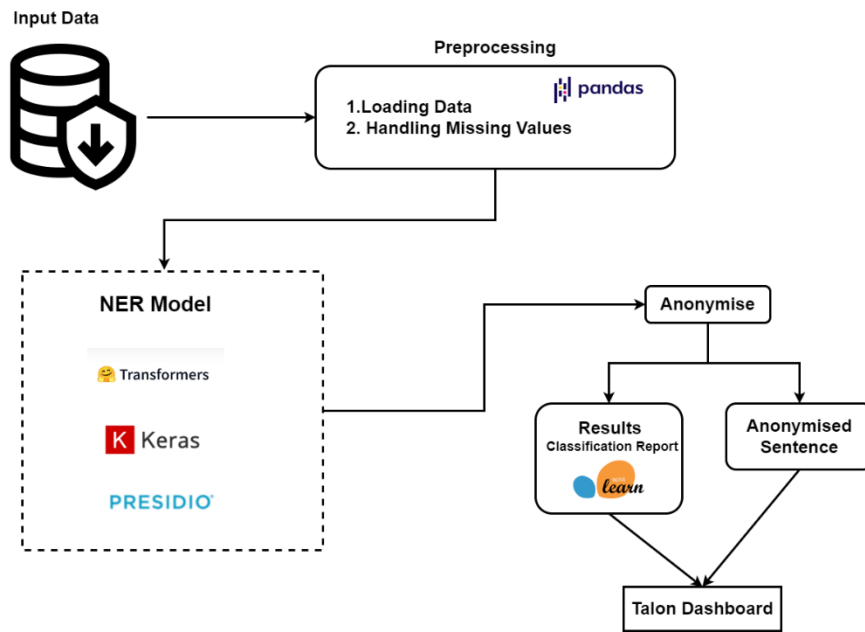 Input Data
Preprocessing
pandas
1.Loading Data
2. Handling Missing Values
NER Model
Transformers
K Keras
PRESIDIO
Anonymise
Results
Classification Report
learn
Anonymised
Sentence
Talon Dashboard